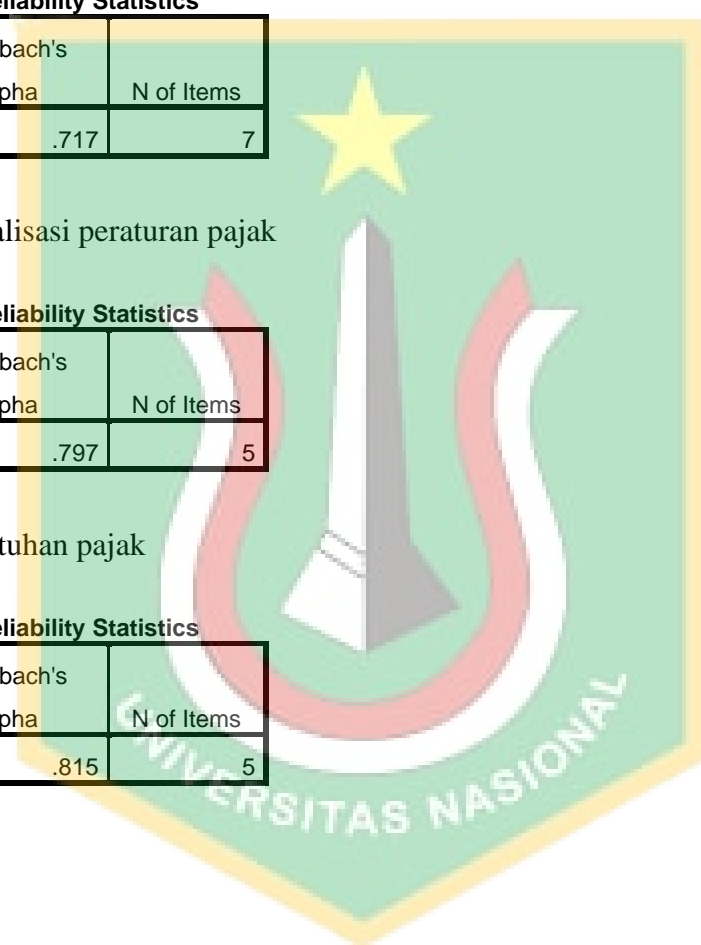 eliability Statistics
bach's
pha N of Items
.717 7
alisasi peraturan pajak
eliability Statistics
bach's
pha N of Items
.797 5
tuhan pajak
eliability Statistics
bach's
pha N of Items
.815 5
UNIVERSITAS NASIONAL